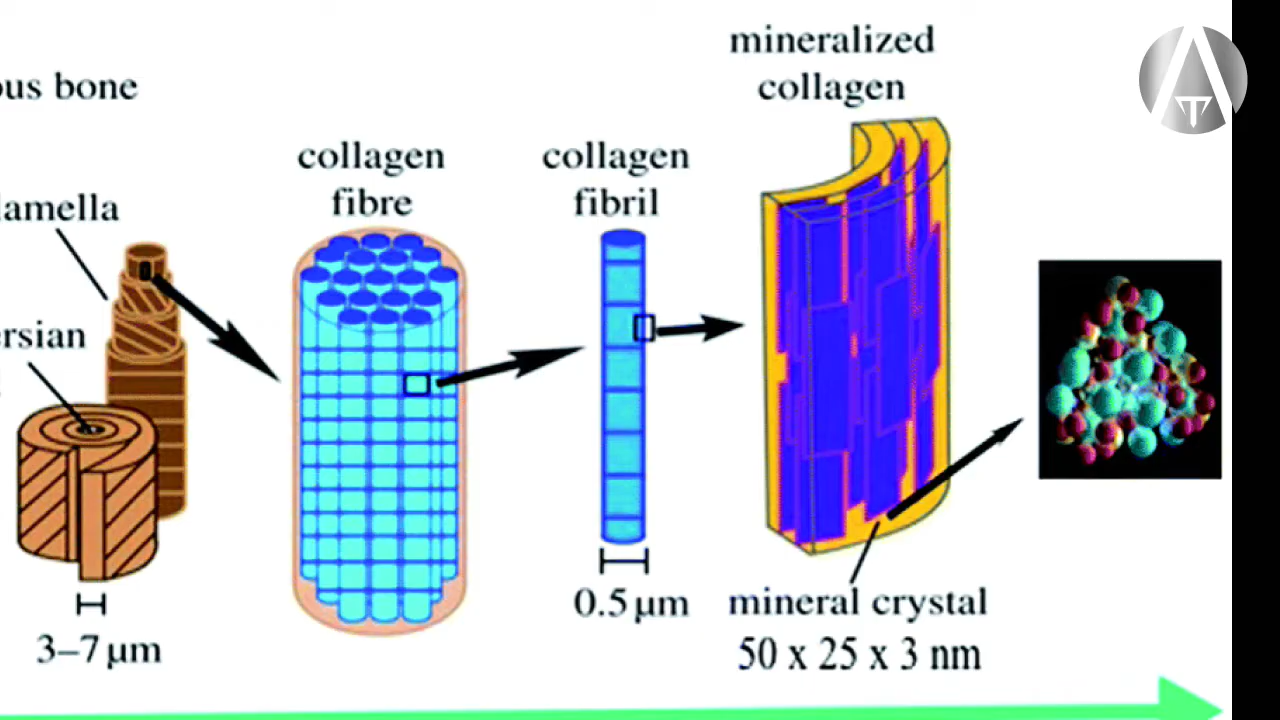 mineralized
collagen
ous bone
collagen
fibre
collagen
fibril
lamella
ersian
0.5 µm
mineral crystal
3–7 µm
50 x 25 x 3 nm